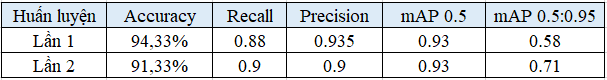 Huấn luyện Accuracy Recall Precision mAP 0.5 mAP 0.5:0.95
Lần 1 94,33% 0.88 0.935 0.93 0.58
Lần 2 91,33% 0.9 0.9 0.93 0.71